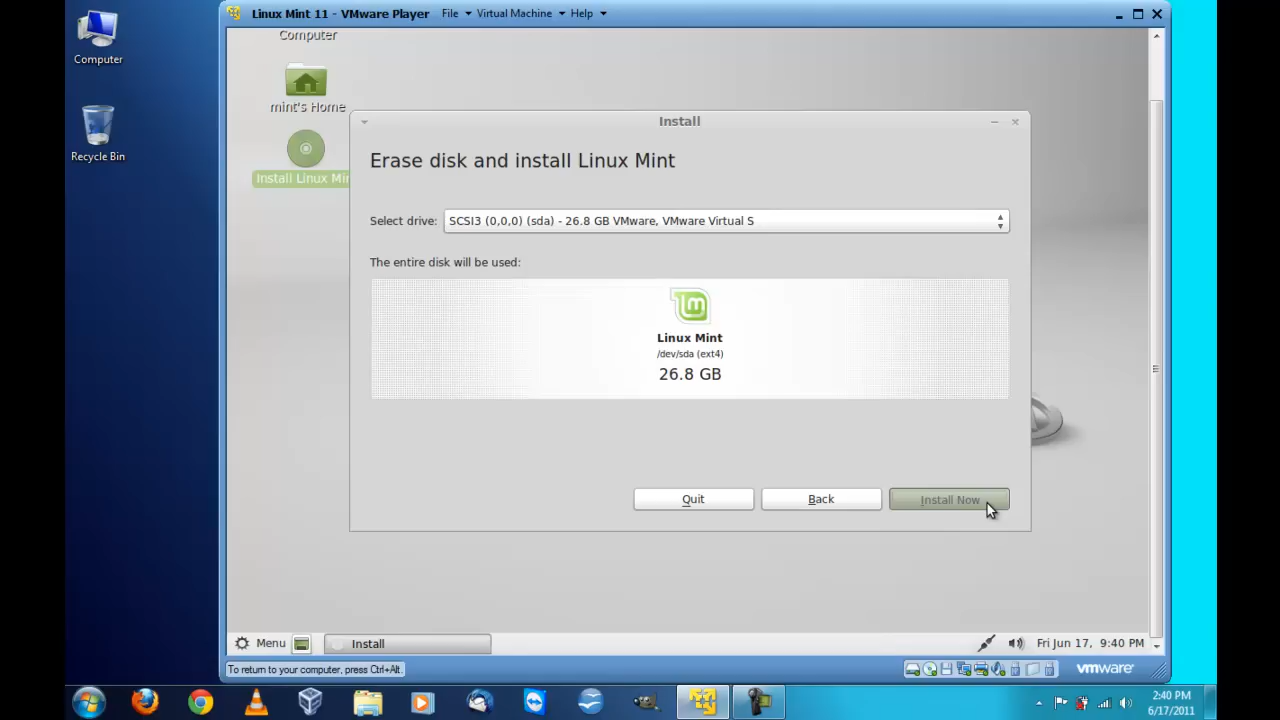 Computer
Recycle Bin
Linux Mint 11 - VMware Player File Virtual Machine Help
Computer
mint's Home
Install Linux Min
Install
Erase disk and install Linux Mint
Select drive: SCSI3 (0,0,0) (sda) - 26.8 GB VMware, VMware Virtual S
The entire disk will be used:
Linux Mint
/dev/sda (ext4)
26.8 GB
Quit Back Install Now
Menu Install Fri Jun 17, 9:40 PM
To return to your computer, press Ctrl+Alt. vmware
2:40 PM
6/17/2011